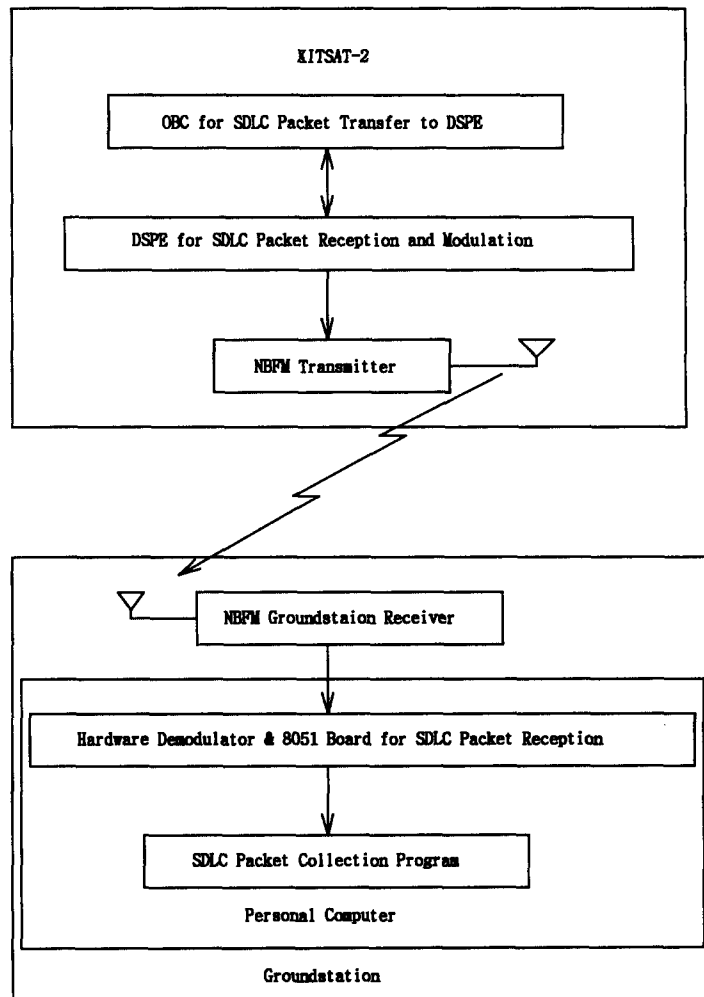 KITSAT-2
OBC for SDLC Packet Transfer to DSPE
DSPE for SDLC Packet Reception and Modulation
NBFM Transmitter
NBFM Groundstaion Receiver
Hardware Demodulator & 8051 Board for SDLC Packet Reception
SDLC Packet Collection Program
Personal Computer
Groundstation